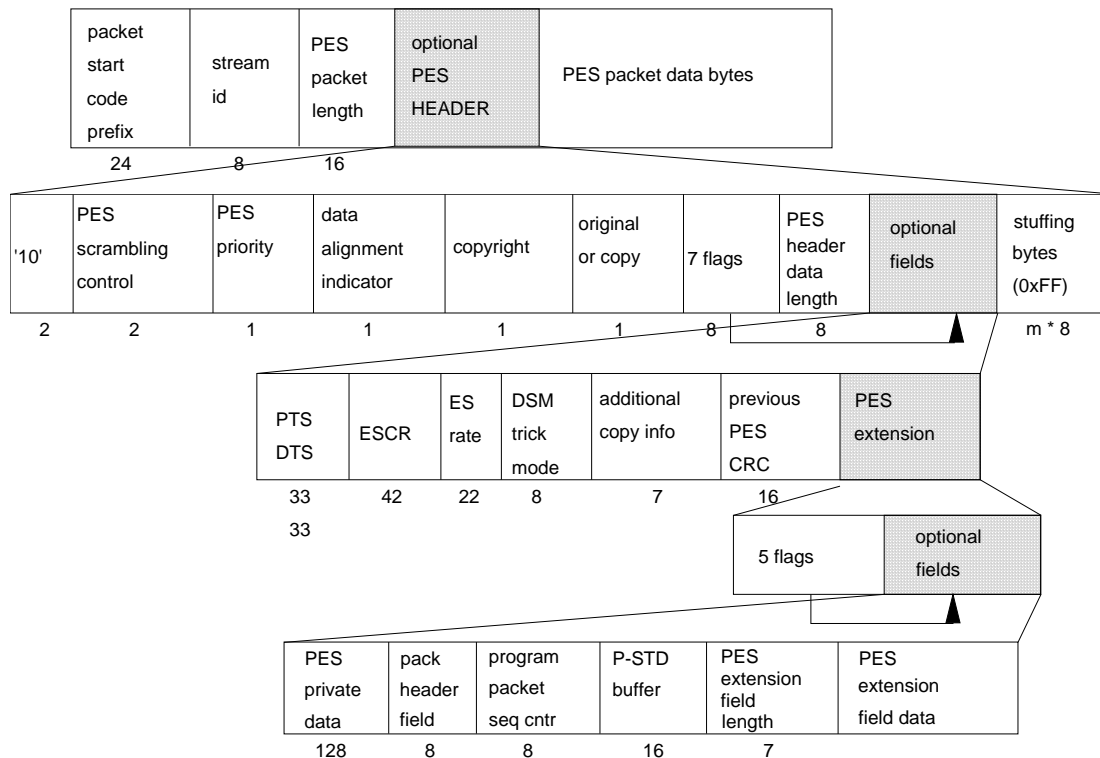 packet
start
code
prefix
stream
id
PES
packet
length
optional
PES
HEADER
PES packet data bytes
24
8
16
'10'
PES
scrambling
control
PES
priority
data
alignment
indicator
copyright
original
or copy
7 flags
PES
header
data
length
optional
fields
stuffing
bytes
(0xFF)
2
2
1
1
1
1
8
8
m * 8
PTS
DTS
ESCR
ES
rate
DSM
trick
mode
additional
copy info
previous
PES
CRC
PES
extension
33
33
42
22
8
7
16
5 flags
optional
fields
PES
private
data
pack
header
field
program
packet
seq cntr
P-STD
buffer
PES
extension
field
length
PES
extension
field data
128
8
8
16
7